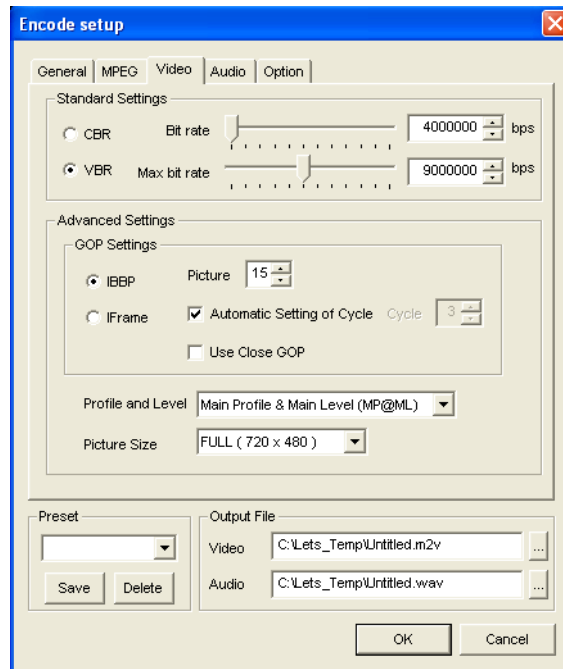 Encode setup
General MPEG Video Audio Option
Standard Settings
CBR Bit rate 4000000 bps
VBR Max bit rate 9000000 bps
Advanced Settings
GOP Settings
IBBP Picture 15
IFrame Automatic Setting of Cycle Cycle 3
Use Close GOP
Profile and Level Main Profile & Main Level (MP@ML)
Picture Size FULL ( 720 x 480 )
Preset
Save Delete
Output File
Video C:\Lets_Temp\Untitled.m2v ...
Audio C:\Lets_Temp\Untitled.wav ...
OK Cancel